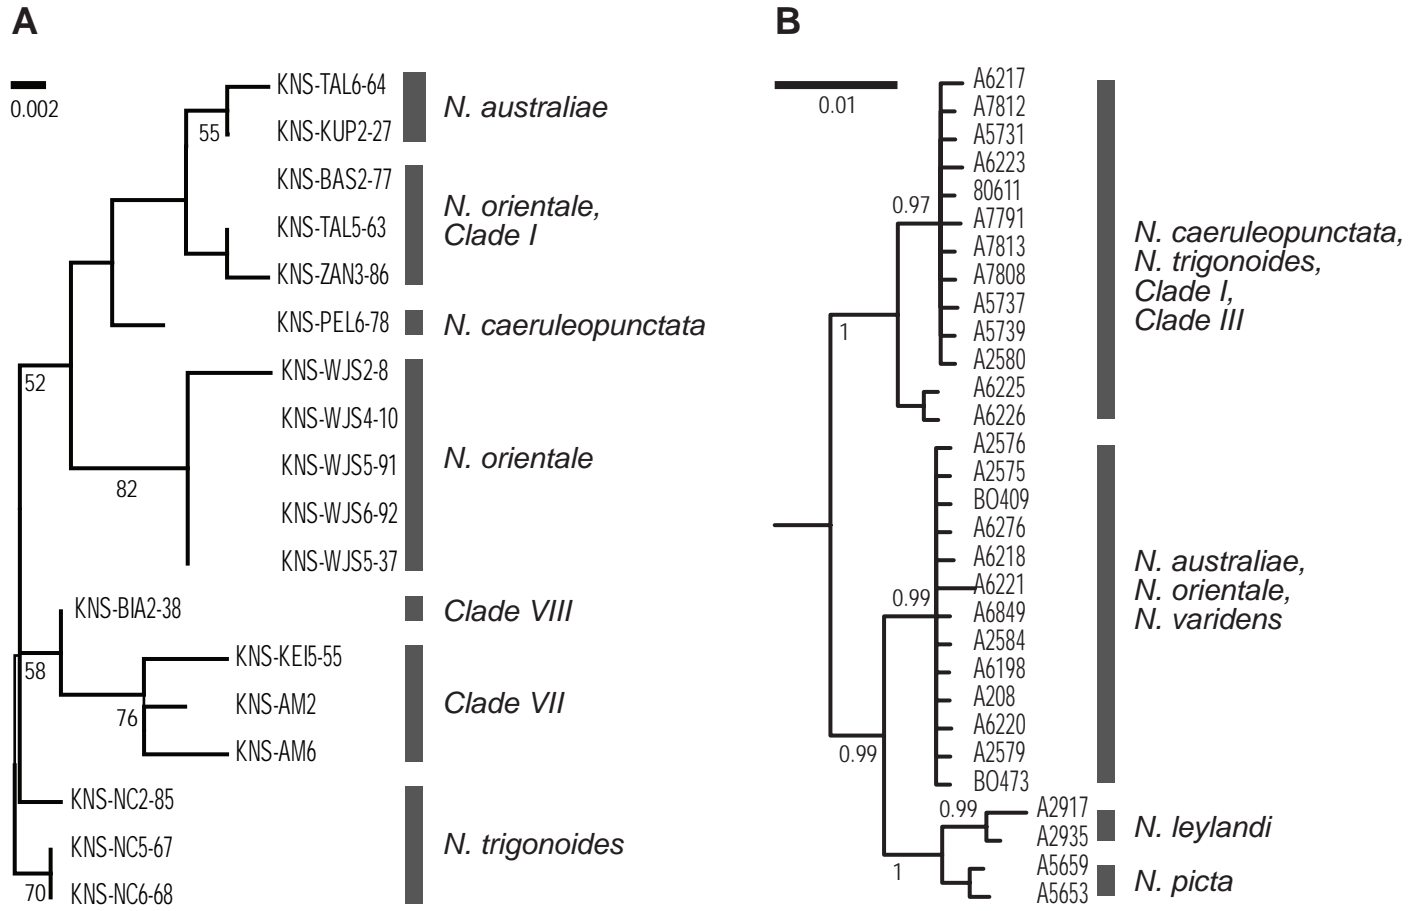 A
0.002
KNS-TAL6-64
KNS-KUP2-27
55
N. australiae
KNS-BAS2-77
KNS-TAL5-63
KNS-ZAN3-86
N. orientale,
Clade I
KNS-PEL6-78
N. caeruleopunctata
52
KNS-WJS2-8
KNS-WJS4-10
KNS-WJS5-91
KNS-WJS6-92
KNS-WJS5-37
82
N. orientale
KNS-BIA2-38
Clade VIII
58
KNS-KEI5-55
KNS-AM2
KNS-AM6
76
Clade VII
KNS-NC2-85
KNS-NC5-67
KNS-NC6-68
70
N. trigonoides
B
0.01
A6217
A7812
A5731
A6223
80611
A7791
A7813
A7808
A5737
A5739
A2580
A6225
A6226
0.97
1
N. caeruleopunctata,
N. trigonoides,
Clade I,
Clade III
A2576
A2575
BO409
A6276
A6218
A6221
A6849
A2584
A6198
A208
A6220
A2579
BO473
0.99
0.99
N. australiae,
N. orientale,
N. varidens
0.99
A2917
A2935
N. leylandi
1
A5659
A5653
N. picta